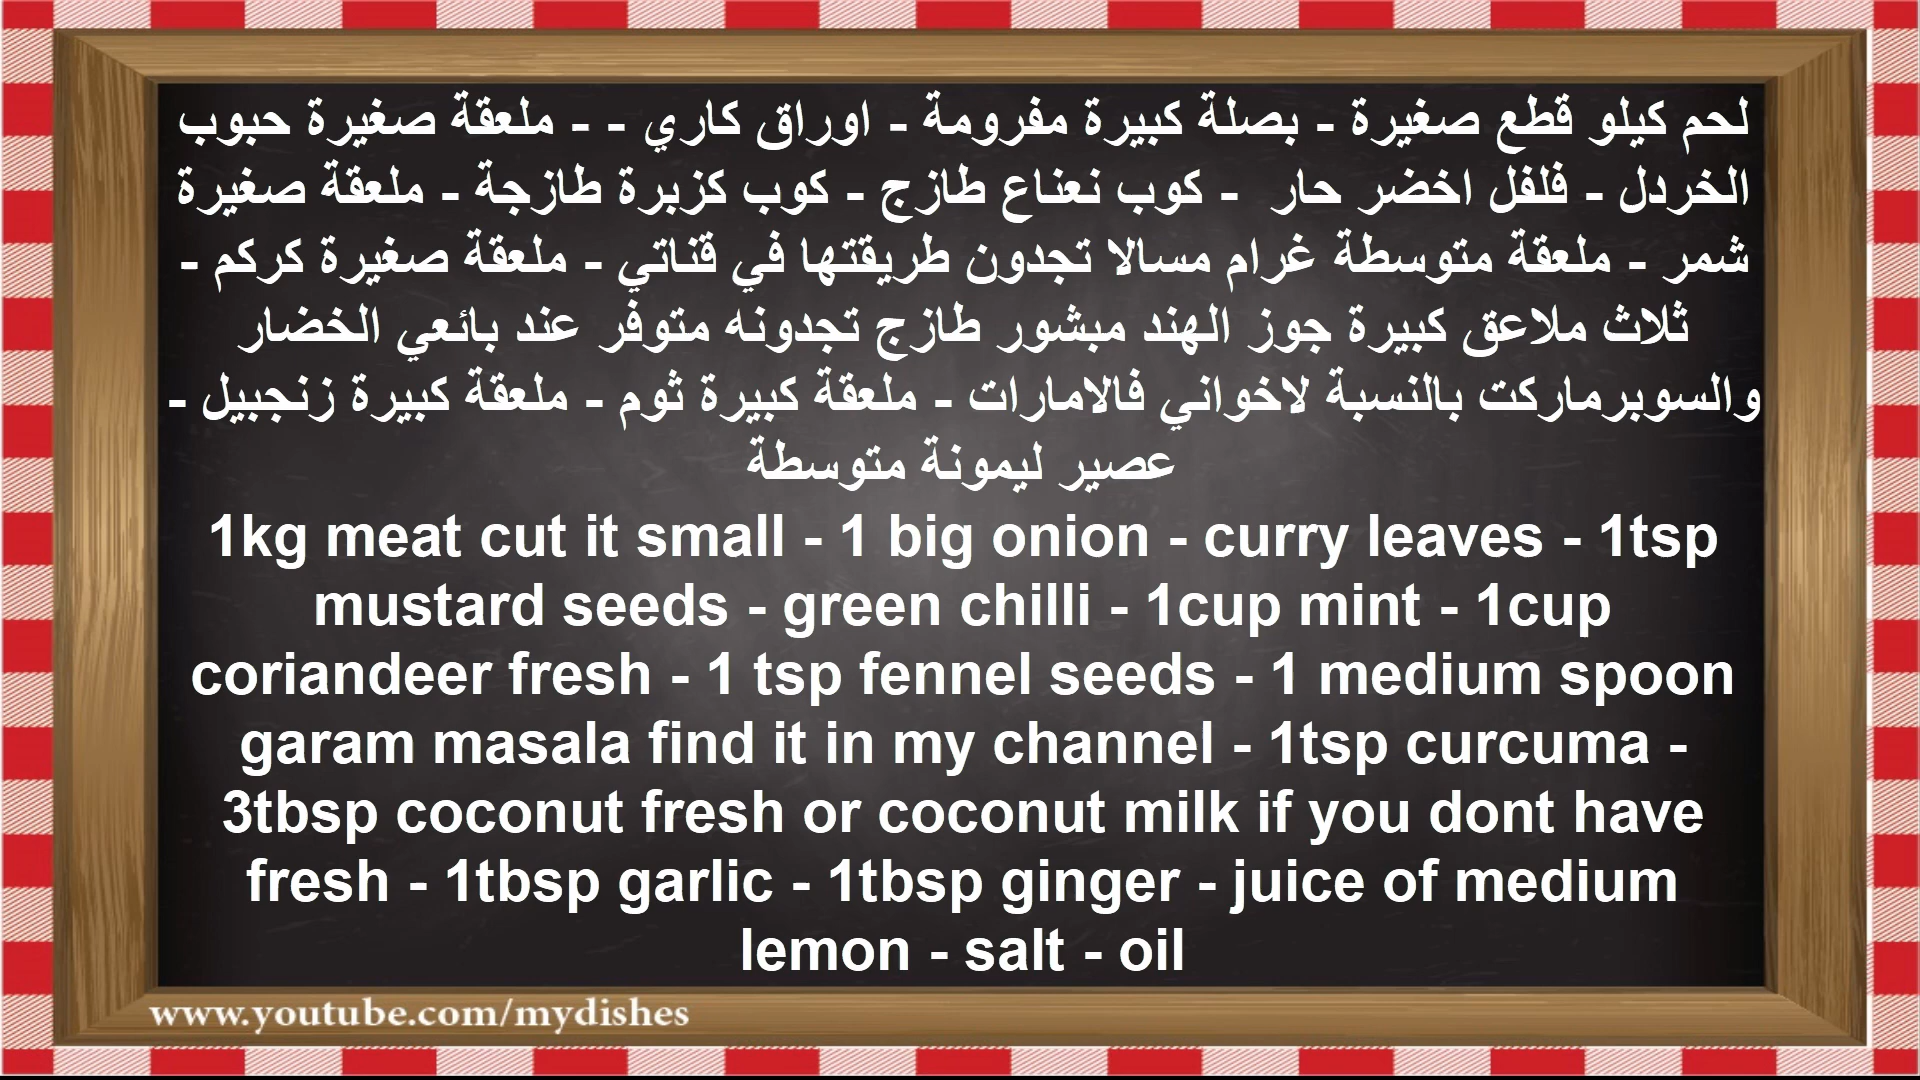 لحم كيلو قطع صغيرة - بصلة كبيرة مفرومة - اوراق كاري - - ملعقة صغيرة حبوب
الخردل - فلفل اخضر حار - كوب نعناع طازج - كوب كزبرة طازجة - ملعقة صغيرة
شمر - ملعقة متوسطة غرام مسالا تجدون طريقتها في قناتي - ملعقة صغيرة كركم -
ثلاث ملاعق كبيرة جوز الهند مبشور طازج تجدونه متوفر عند بائعي الخضار
والسوبرماركت بالنسبة لاخواني فالامارات - ملعقة كبيرة ثوم - ملعقة كبيرة زنجبيل -
عصير ليمونة متوسطة
1kg meat cut it small - 1 big onion - curry leaves - 1tsp
mustard seeds - green chilli - 1cup mint - 1cup
coriandeer fresh - 1 tsp fennel seeds - 1 medium spoon
garam masala find it in my channel - 1tsp curcuma -
3tbsp coconut fresh or coconut milk if you dont have
fresh - 1tbsp garlic - 1tbsp ginger - juice of medium
lemon - salt - oil
www.youtube.com/mydishes